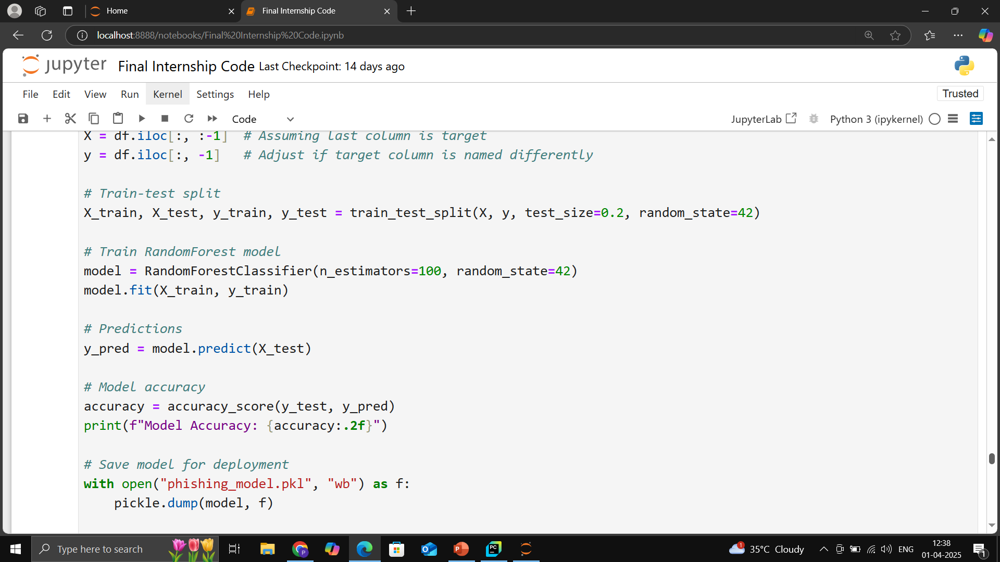 Home
Final Internship Code
localhost:8888/notebooks/Final%20Internship%20Code.ipynb
jupyter Final Internship Code Last Checkpoint: 14 days ago
File Edit View Run Kernel Settings Help Trusted
Code JupyterLab Python 3 (ipykernel)
X = df.iloc[:, :-1]  # Assuming last column is target
y = df.iloc[:, -1]   # Adjust if target column is named differently
# Train-test split
X_train, X_test, y_train, y_test = train_test_split(X, y, test_size=0.2, random_state=42)
# Train RandomForest model
model = RandomForestClassifier(n_estimators=100, random_state=42)
model.fit(X_train, y_train)
# Predictions
y_pred = model.predict(X_test)
# Model accuracy
accuracy = accuracy_score(y_test, y_pred)
print(f"Model Accuracy: {accuracy:.2f}")
# Save model for deployment
with open("phishing_model.pkl", "wb") as f:
    pickle.dump(model, f)
Type here to search
1
35°C Cloudy
ENG
12:38
01-04-2025
1